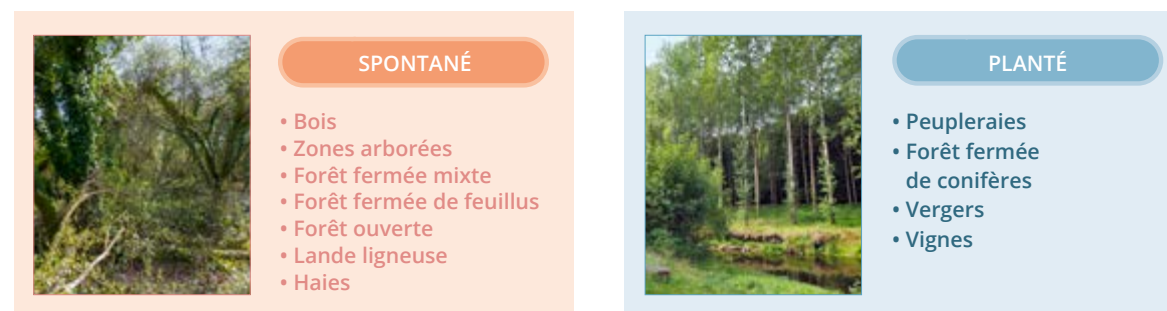 SPONTANÉ
• Bois
• Zones arborées
• Forêt fermée mixte
• Forêt fermée de feuillus
• Forêt ouverte
• Lande ligneuse
• Haies
PLANTÉ
• Peupleraies
• Forêt fermée
de conifères
• Vergers
• Vignes